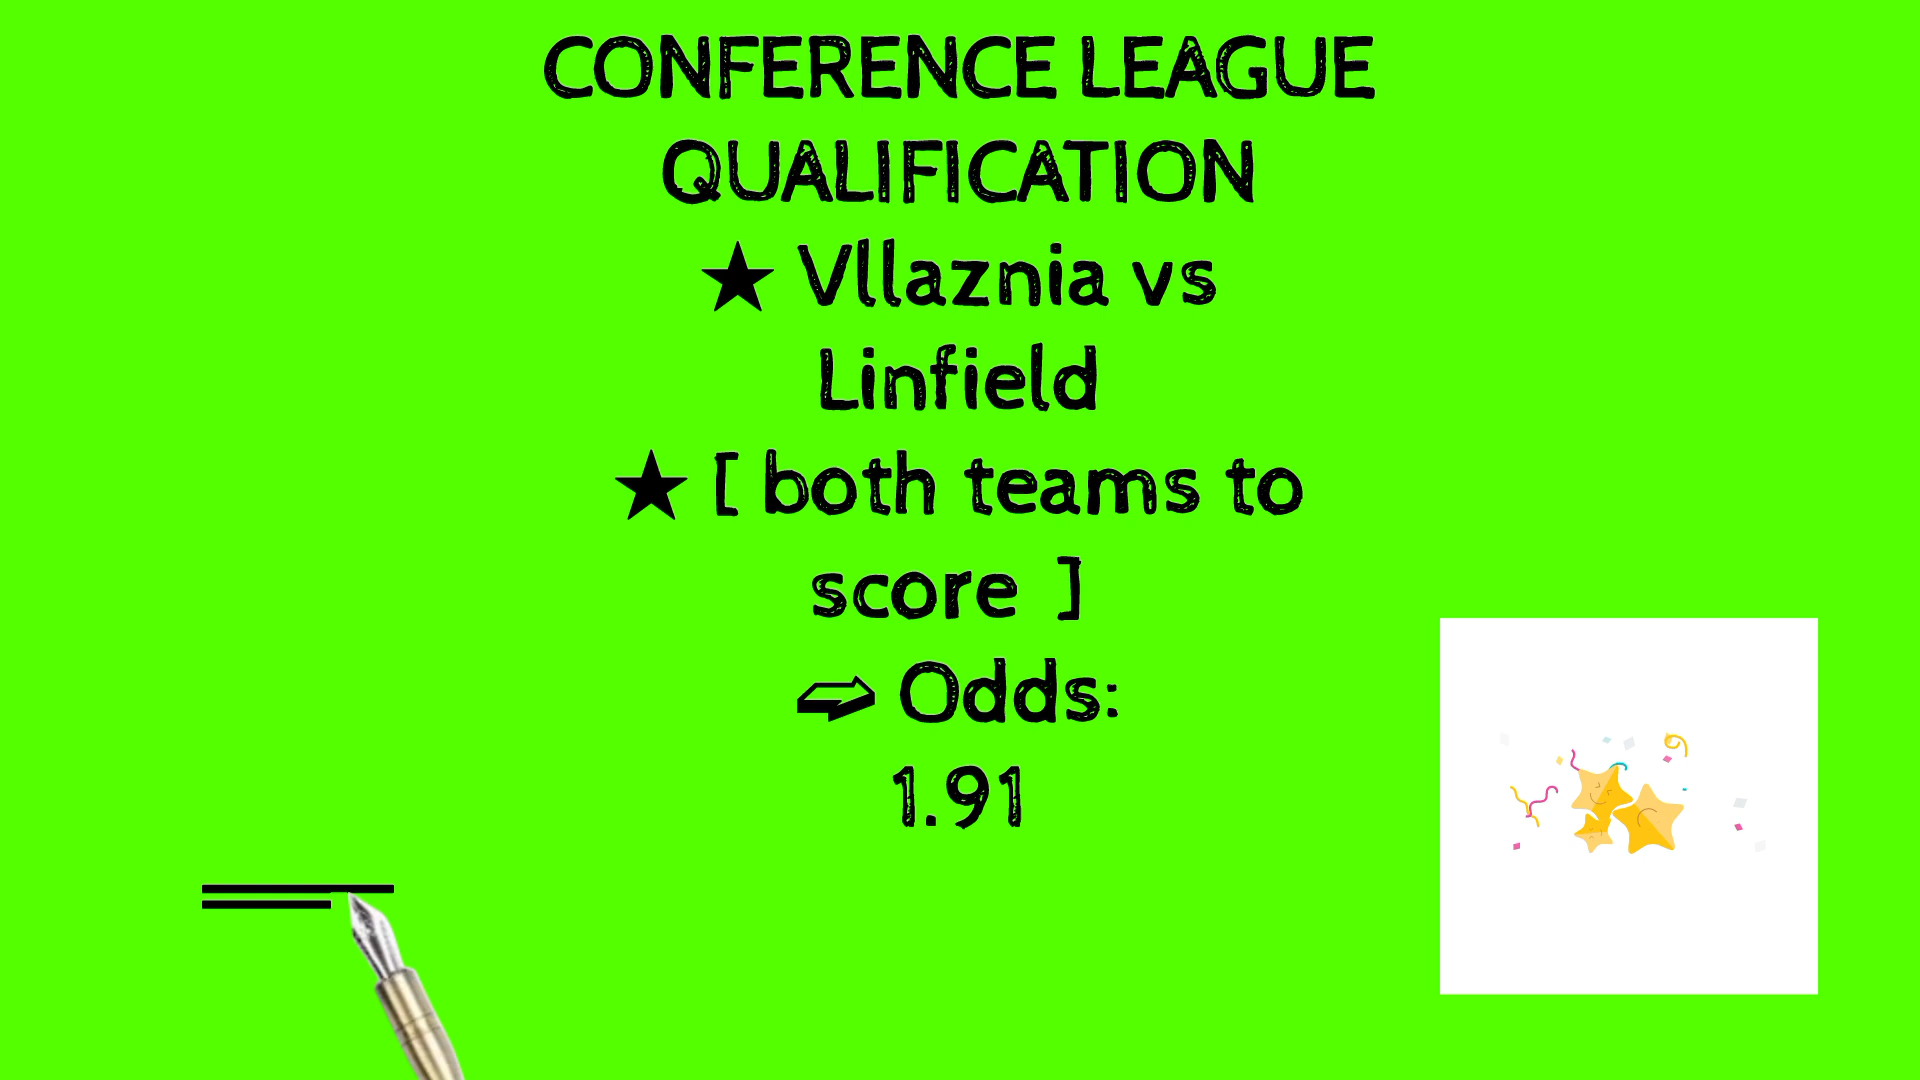 CONFERENCE LEAGUE
QUALIFICATION
★ Vllaznia vs
Linfield
★ [ both teams to
score ]
➫ Odds:
1.91